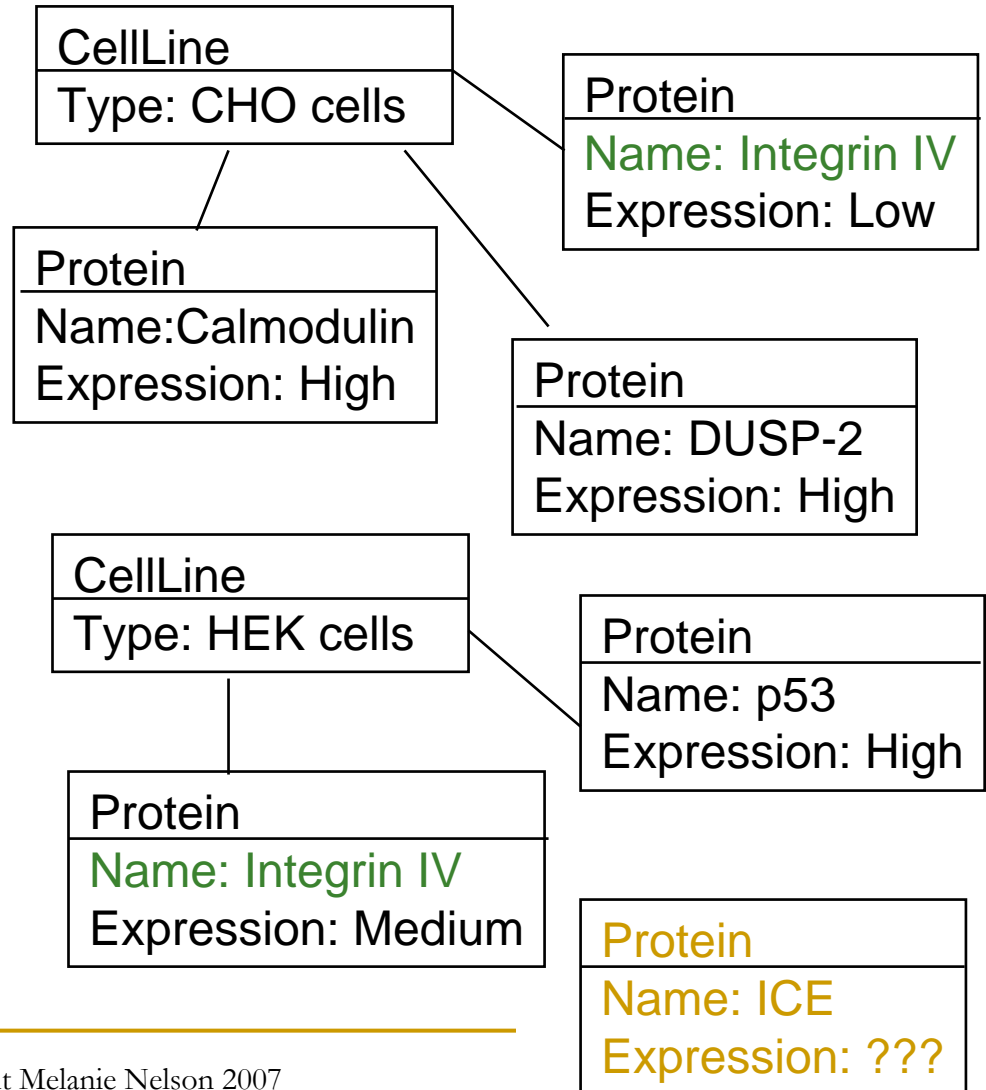 CellLine
Type: CHO cells
Protein
Name: Integrin IV
Expression: Low
Protein
Name:Calmodulin
Expression: High
Protein
Name: DUSP-2
Expression: High
CellLine
Type: HEK cells
Protein
Name: p53
Expression: High
Protein
Name: Integrin IV
Expression: Medium
Protein
Name: ICE
Expression: ???
Melanie Nelson 2007